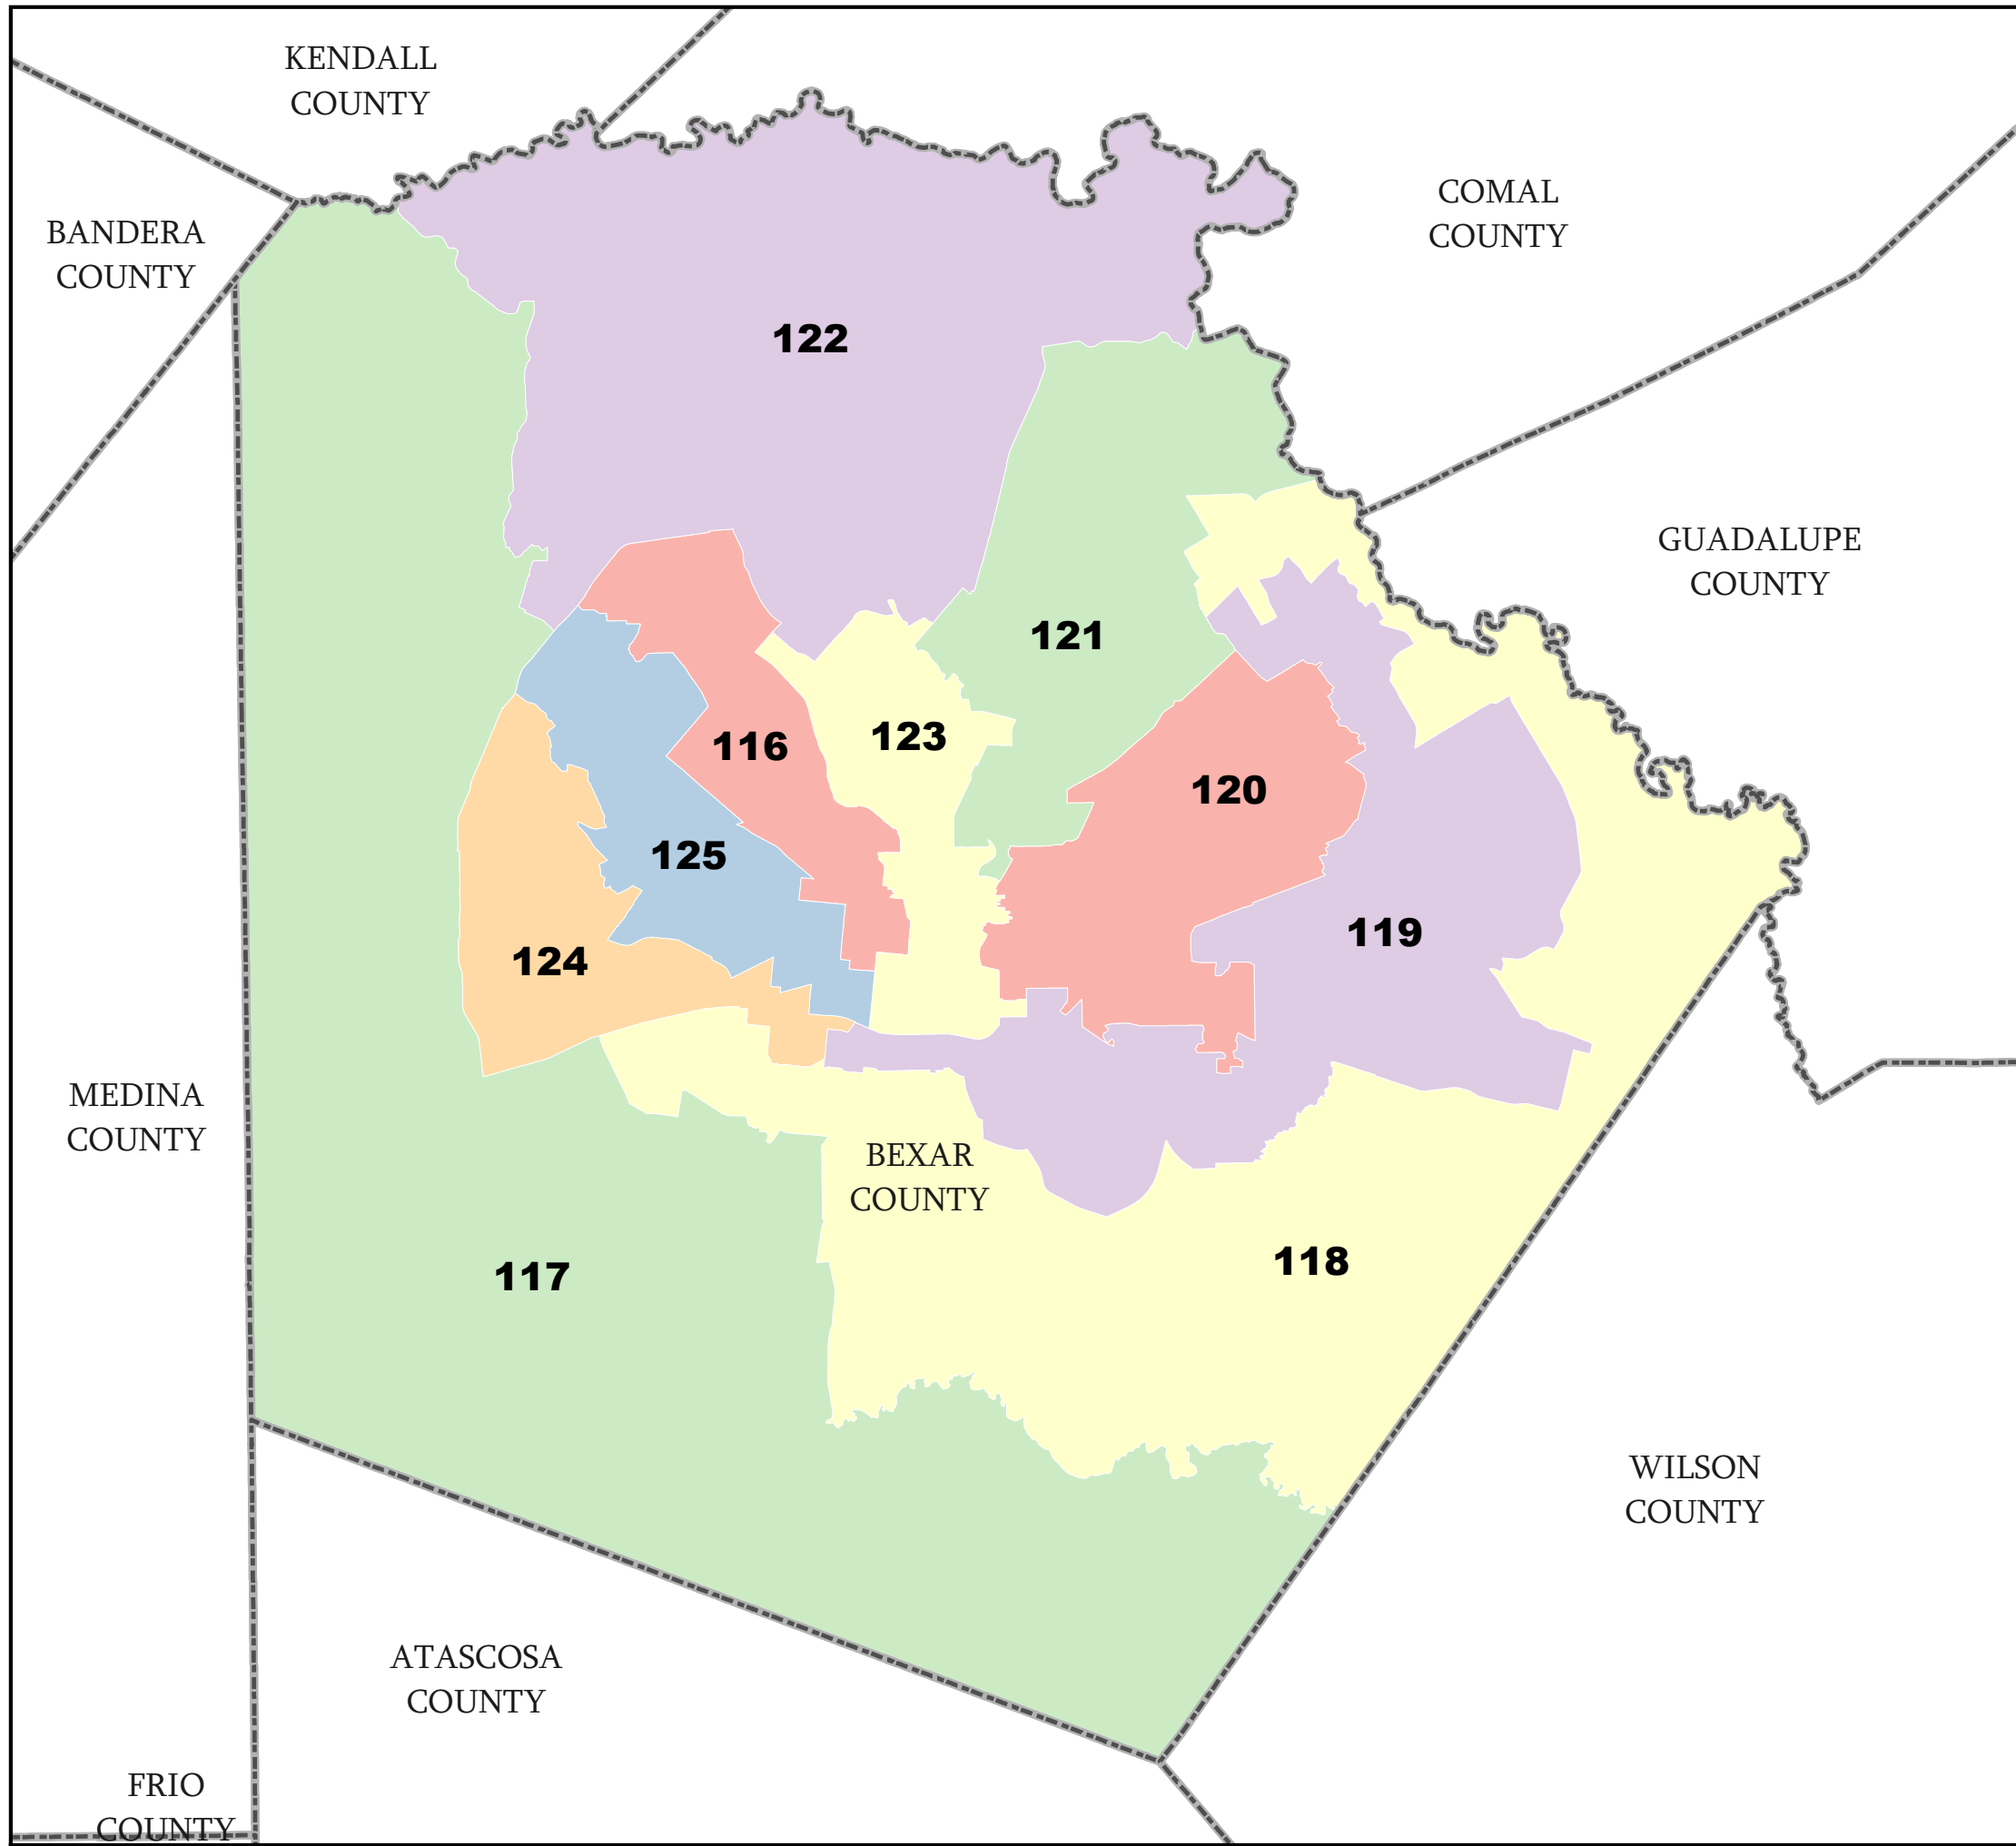 KENDALL
COUNTY
COMAL
COUNTY
BANDERA
COUNTY
122
GUADALUPE
COUNTY
121
123
116
120
125
119
124
MEDINA
COUNTY
BEXAR
COUNTY
118
117
WILSON
COUNTY
ATASCOSA
COUNTY
FRIO
COUNTY